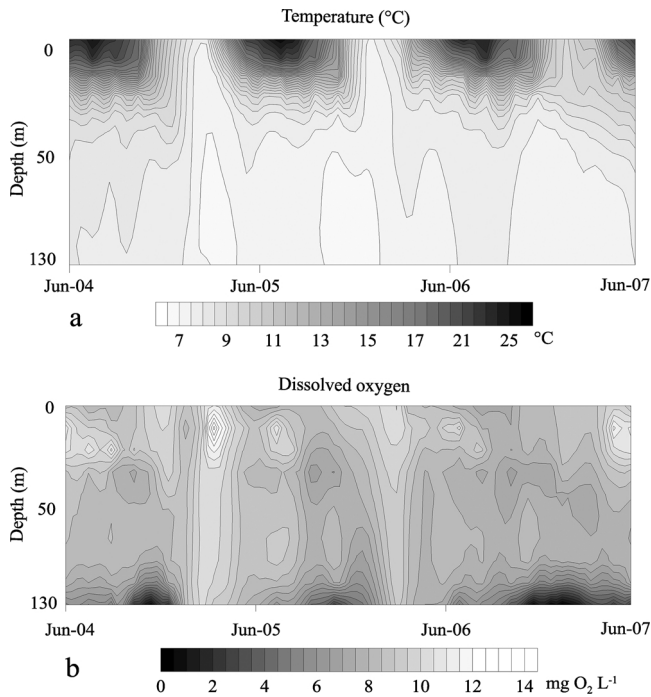 Temperature (°C)
0
50
130
Depth (m)
Jun-04 Jun-05 Jun-06 Jun-07
a
7 9 11 13 15 17 21 25 °C
Dissolved oxygen
0
50
130
Depth (m)
Jun-04 Jun-05 Jun-06 Jun-07
b
0 2 4 6 8 10 12 14 mg O₂ L⁻¹